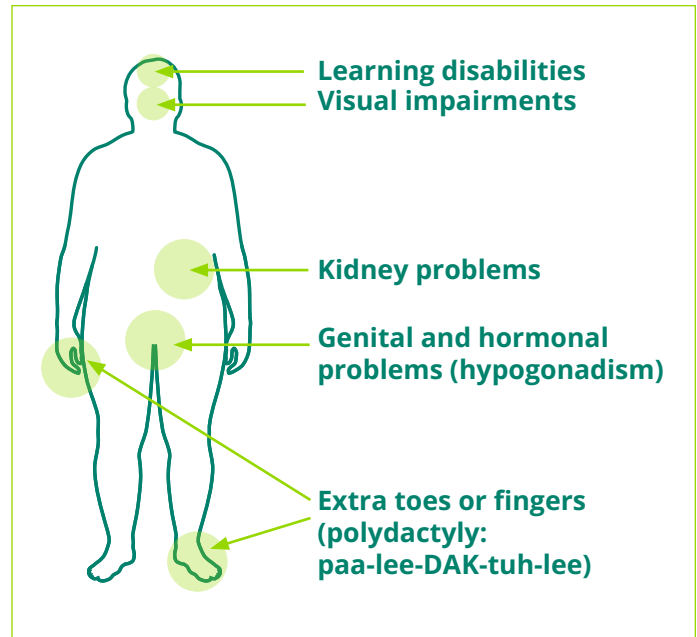 Learning disabilities
Visual impairments
Kidney problems
Genital and hormonal
problems (hypogonadism)
Extra toes or fingers
(polydactyly:
paa-lee-DAK-tuh-lee)